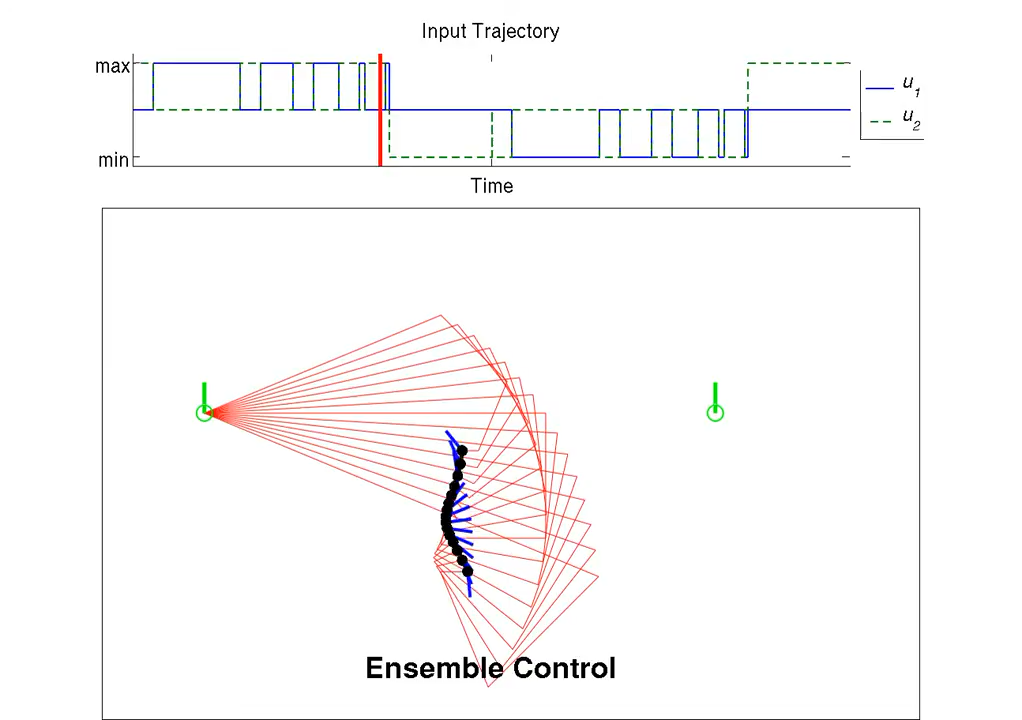 Input Trajectory
max
min
u1
u2
Time
Ensemble Control